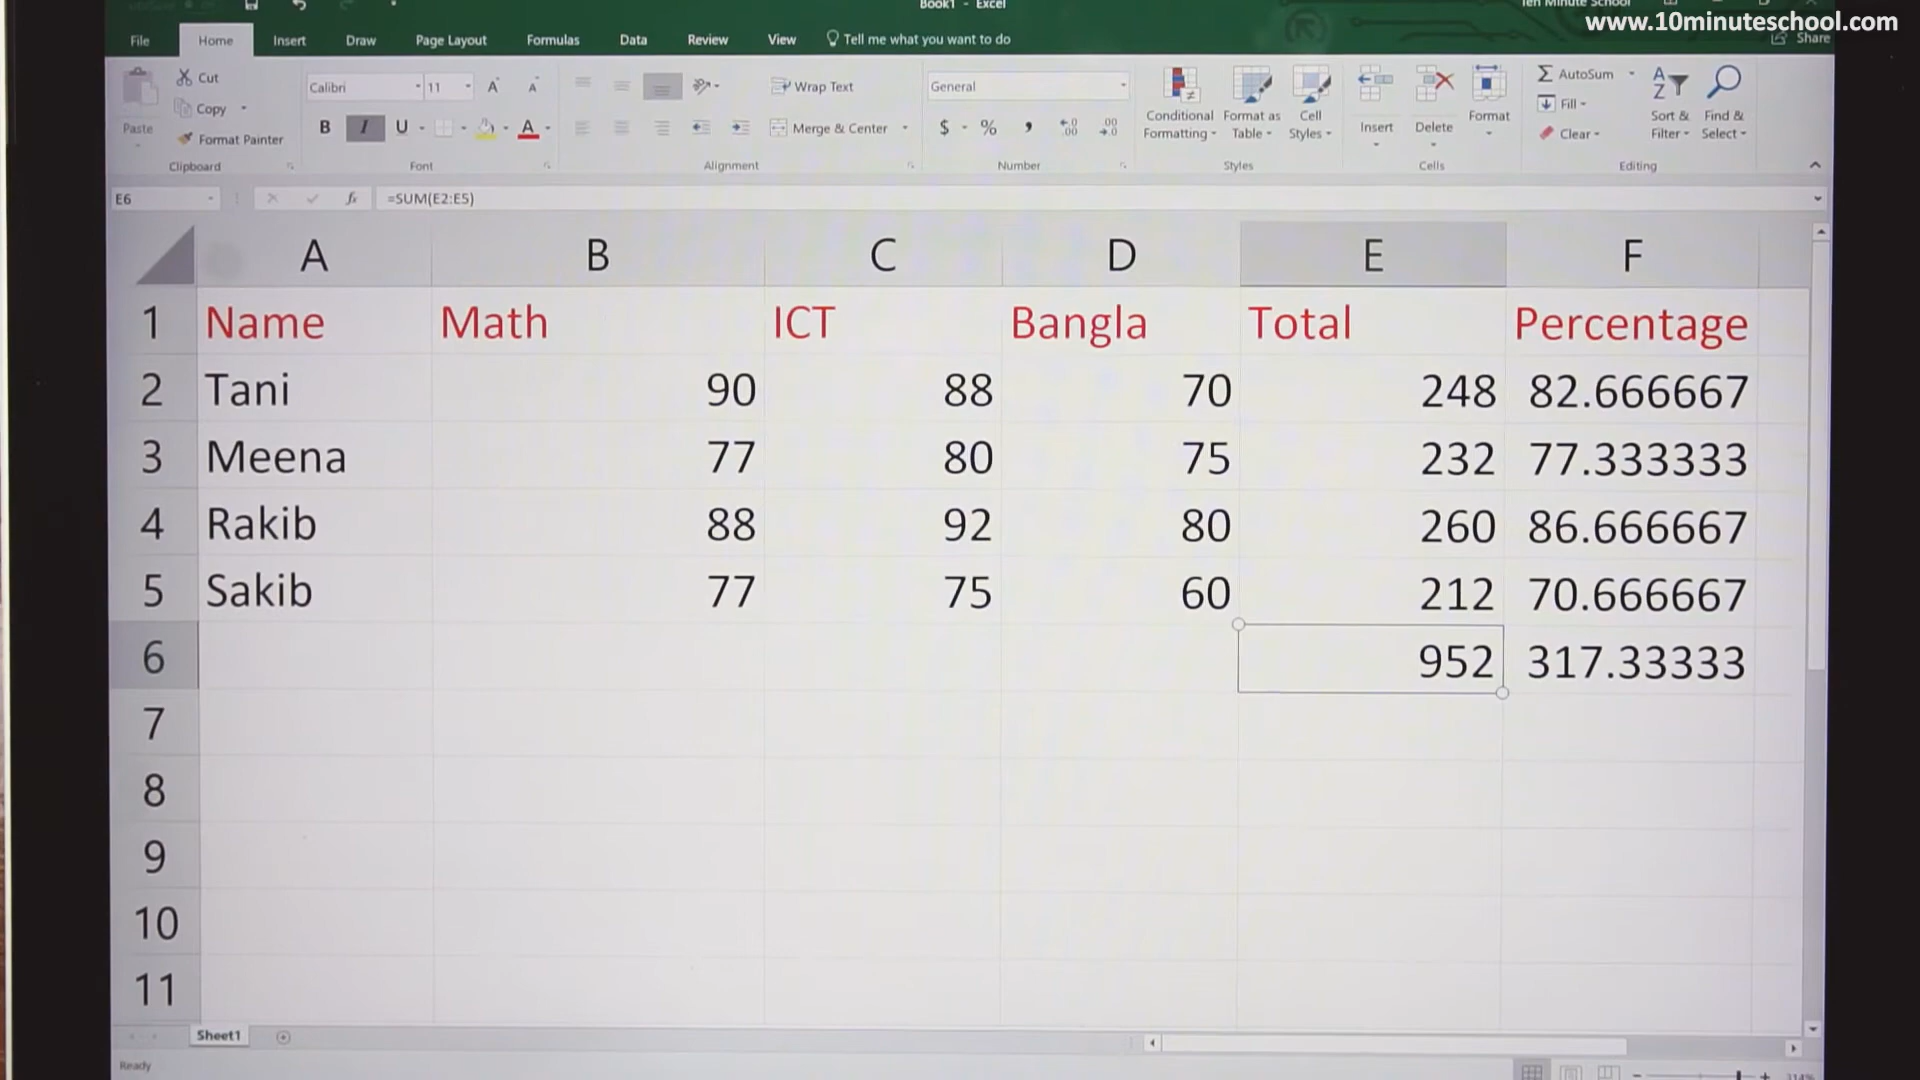 Book1 - Excel
Ten Minute School
www.10minuteschool.com
File Home Insert Draw Page Layout Formulas Data Review View Tell me what you want to do Share
Paste
Cut
Copy
Format Painter
Clipboard
Calibri 11
B I U
Font
Wrap Text
Merge & Center
Alignment
General
$ % ,
Number
Conditional Formatting
Format as Table
Cell Styles
Styles
Insert
Delete
Format
Cells
AutoSum
Fill
Clear
Sort & Filter
Find & Select
Editing
E6 fx =SUM(E2:E5)
A B C D E F
1 Name Math ICT Bangla Total Percentage
2 Tani 90 88 70 248 82.666667
3 Meena 77 80 75 232 77.333333
4 Rakib 88 92 80 260 86.666667
5 Sakib 77 75 60 212 70.666667
6 952 317.33333
7
8
9
10
11
Sheet1
Ready